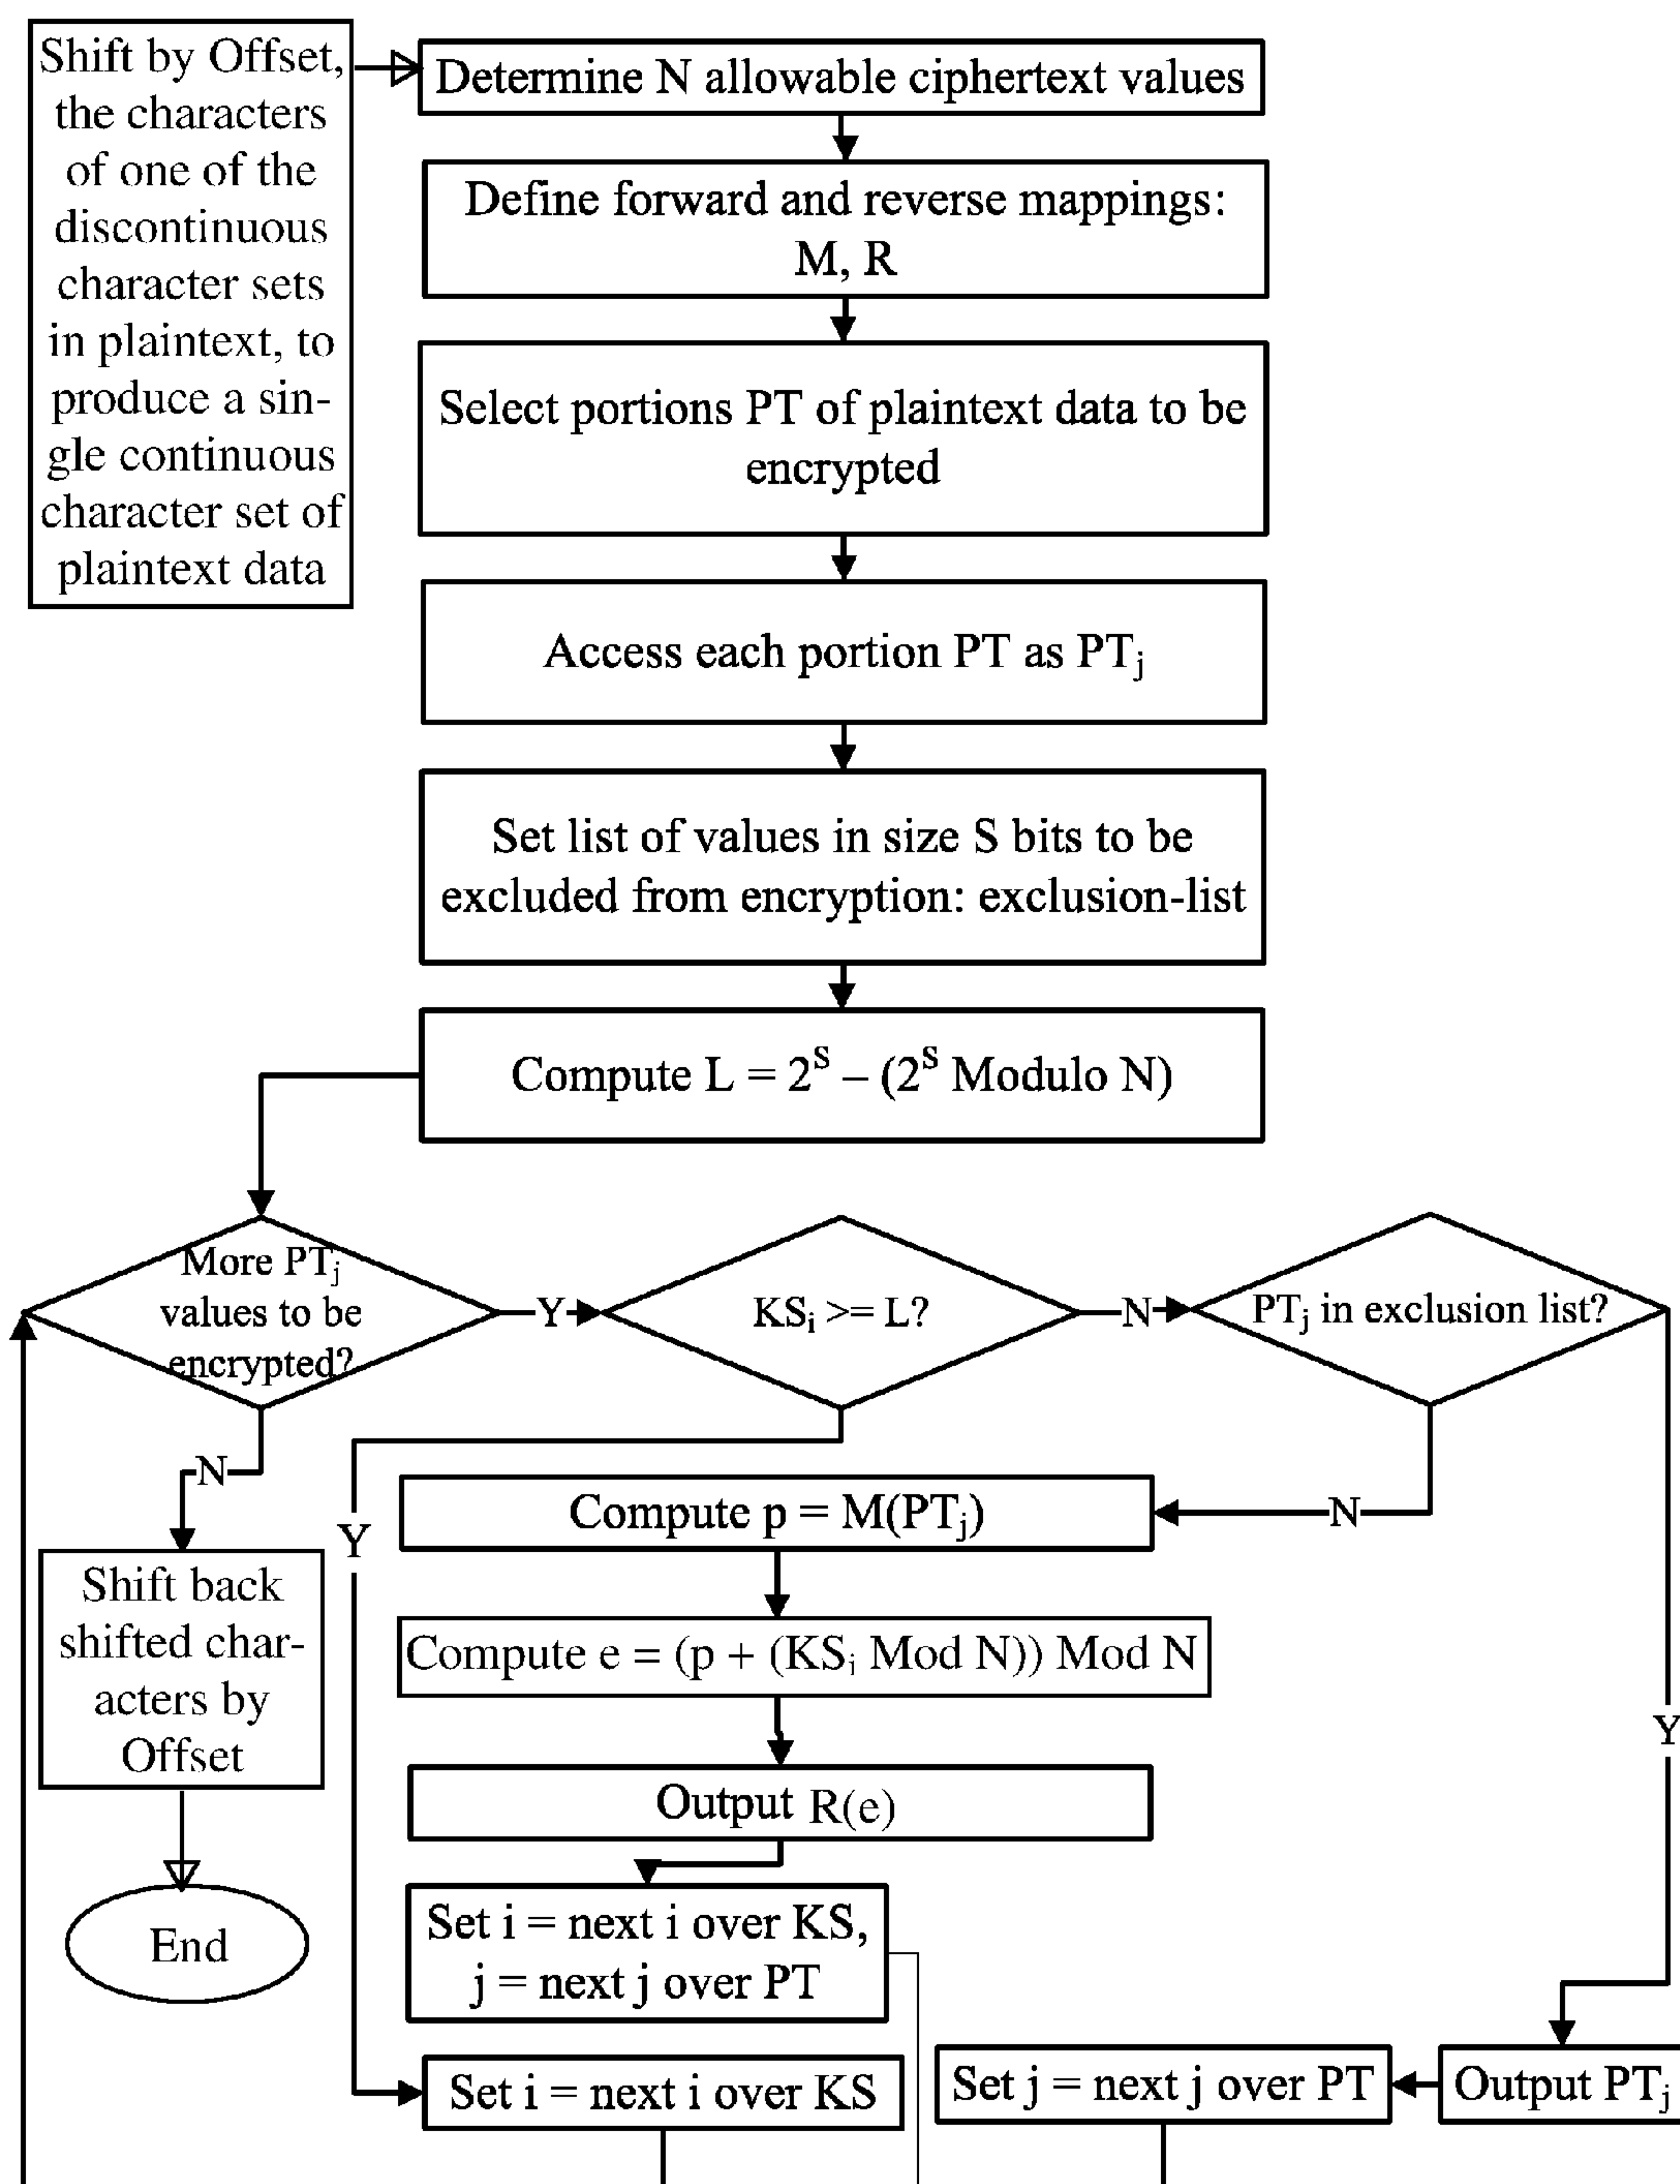 Shift by Offset,
the characters
of one of the
discontinuous
character sets
in plaintext, to
produce a sin-
gle continuous
character set of
plaintext data
Determine N allowable ciphertext values
Define forward and reverse mappings:
M, R
Select portions PT of plaintext data to be
encrypted
Access each portion PT as PTj
Set list of values in size S bits to be
excluded from encryption: exclusion-list
Compute L = 2^S – (2^S Modulo N)
More PTj
values to be
encrypted?
Y
KSi >= L?
N
PTj in exclusion list?
N
Y
N
Y
Compute p = M(PTj)
Shift back
shifted char-
acters by
Offset
Compute e = (p + (KSi Mod N)) Mod N
Output R(e)
End
Set i = next i over KS,
j = next j over PT
Set i = next i over KS
Set j = next j over PT
Output PTj